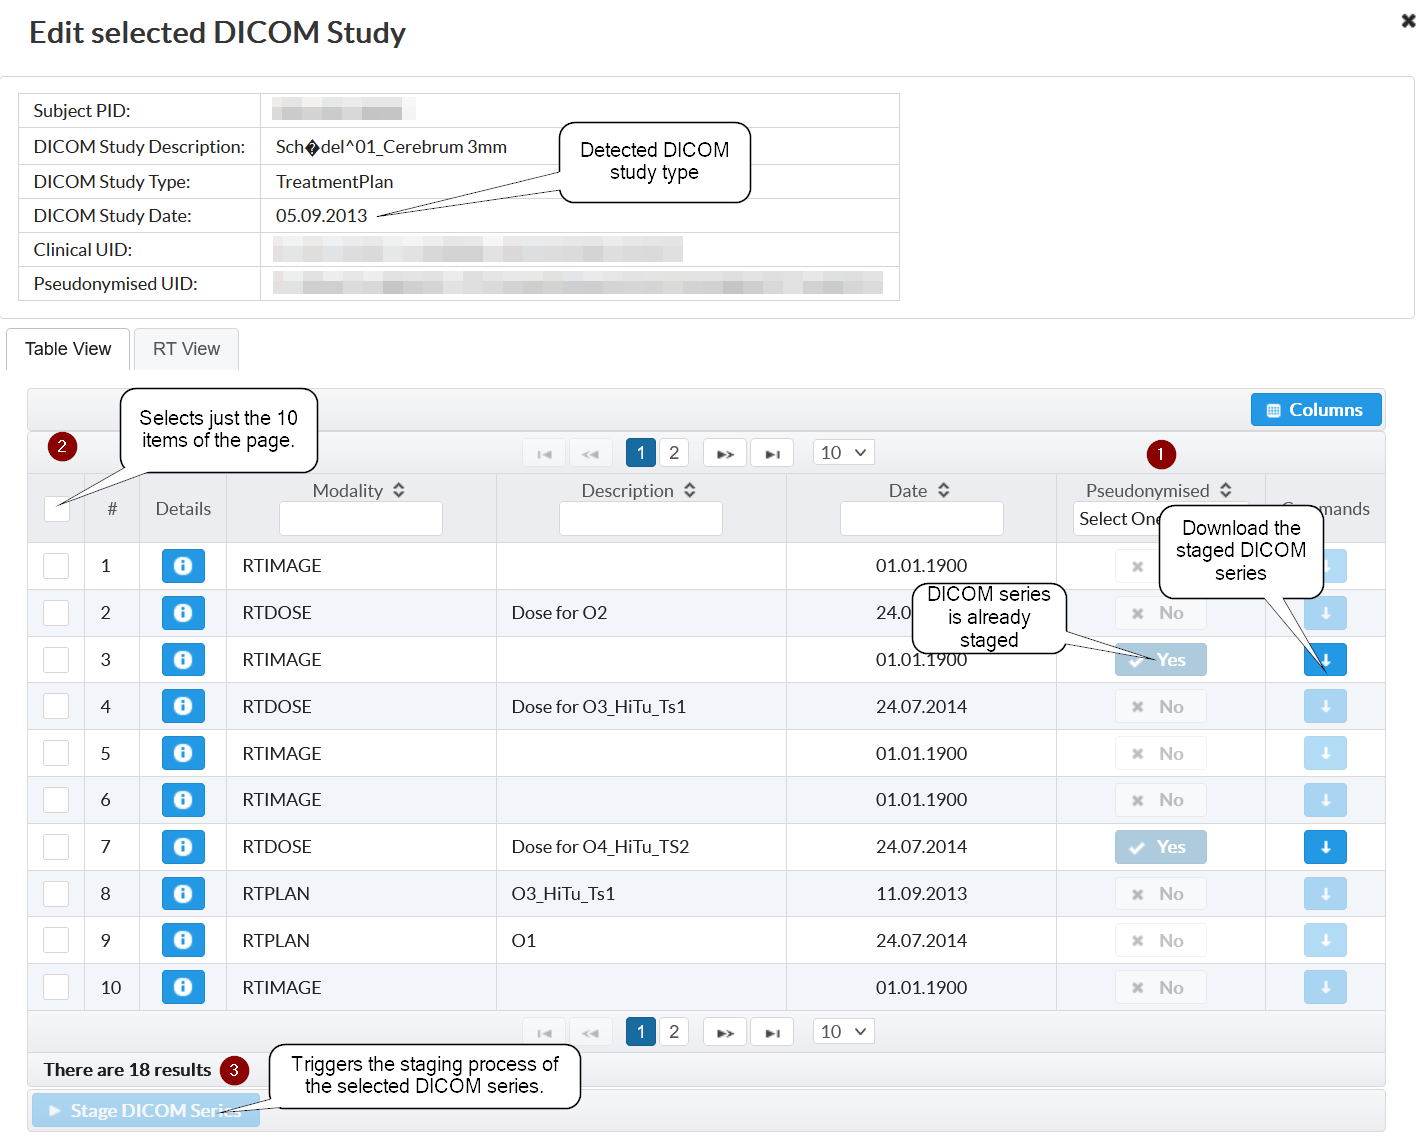 Edit selected DICOM Study
Subject PID:
DICOM Study Description: Sch�del^01_Cerebrum 3mm
DICOM Study Type: TreatmentPlan
DICOM Study Date: 05.09.2013
Clinical UID:
Pseudonymised UID:
Detected DICOM
study type
Table View RT View
Columns
Selects just the 10
items of the page.
2
1 2 10
1
# Details Modality Description Date Pseudonymised mands
Select One
Download the
staged DICOM
series
DICOM series
is already
staged
1 RTIMAGE 01.01.1900
2 RTDOSE Dose for O2 24.0 No
3 RTIMAGE 01.01.1900 Yes
4 RTDOSE Dose for O3_HiTu_Ts1 24.07.2014 No
5 RTIMAGE 01.01.1900 No
6 RTIMAGE 01.01.1900 No
7 RTDOSE Dose for O4_HiTu_TS2 24.07.2014 Yes
8 RTPLAN O3_HiTu_Ts1 11.09.2013 No
9 RTPLAN O1 24.07.2014 No
10 RTIMAGE 01.01.1900 No
1 2 10
There are 18 results 3
Triggers the staging process of
the selected DICOM series.
Stage DICOM Series